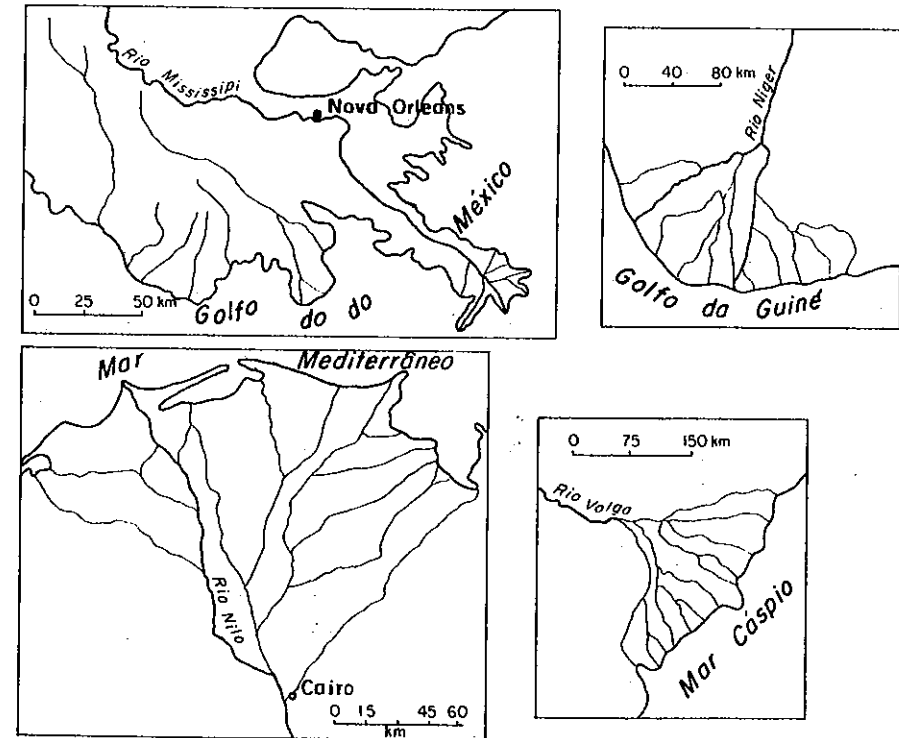 Rio Mississipi
Nova Orleans
México
Golfo do do
0 25 50 km
0 40 80 km
Rio Niger
Golfo da Guiné
Mar Mediterrâneo
Rio Nilo
Cairo
0 15 45 60
km
0 75 150 km
Rio Volga
Mar Cáspio